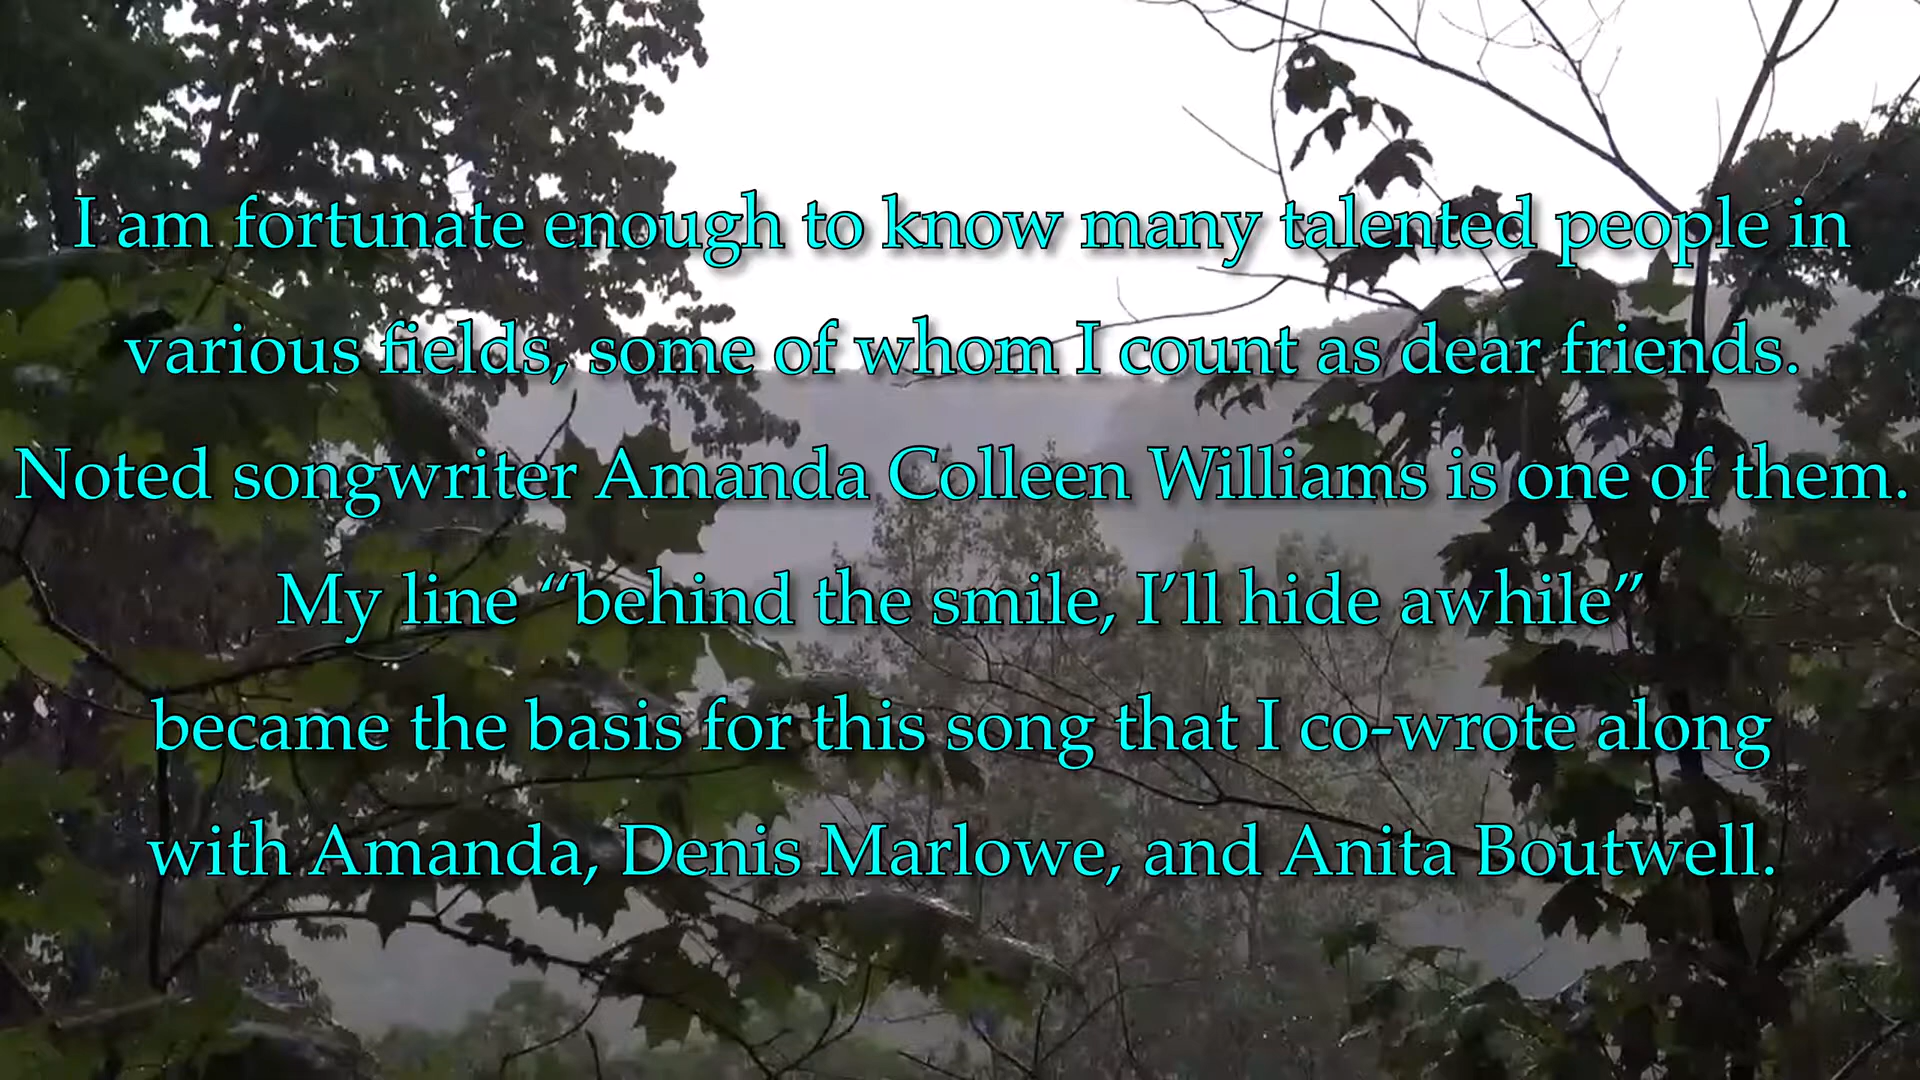 I am fortunate enough to know many talented people in
various fields, some of whom I count as dear friends.
Noted songwriter Amanda Colleen Williams is one of them.
My line “behind the smile, I’ll hide awhile”
became the basis for this song that I co-wrote along
with Amanda, Denis Marlowe, and Anita Boutwell.